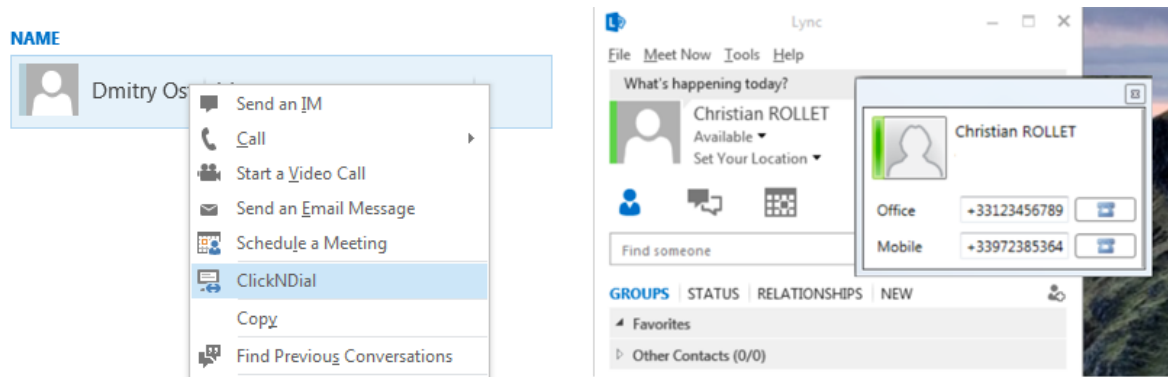 NAME
Dmitry Os
Send an IM
Call
Start a Video Call
Send an Email Message
Schedule a Meeting
ClickNDial
Copy
Find Previous Conversations
Lync
File Meet Now Tools Help
What's happening today?
Christian ROLLET
Available
Set Your Location
Find someone
GROUPS STATUS RELATIONSHIPS NEW
Favorites
Other Contacts (0/0)
Christian ROLLET
Office +33123456789
Mobile +33972385364